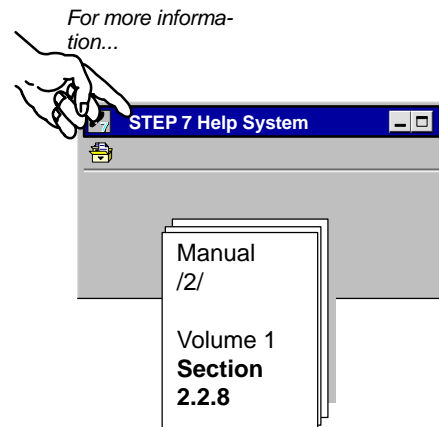 For more informa-
tion...
STEP 7 Help System
Manual
/2/
Volume 1
Section
2.2.8